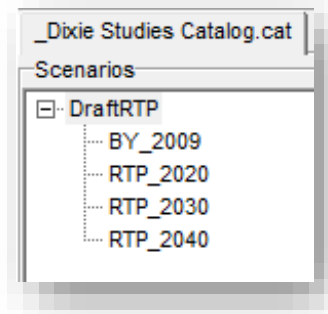 _Dixie Studies Catalog.cat
Scenarios
DraftRTP
BY_2009
RTP_2020
RTP_2030
RTP_2040